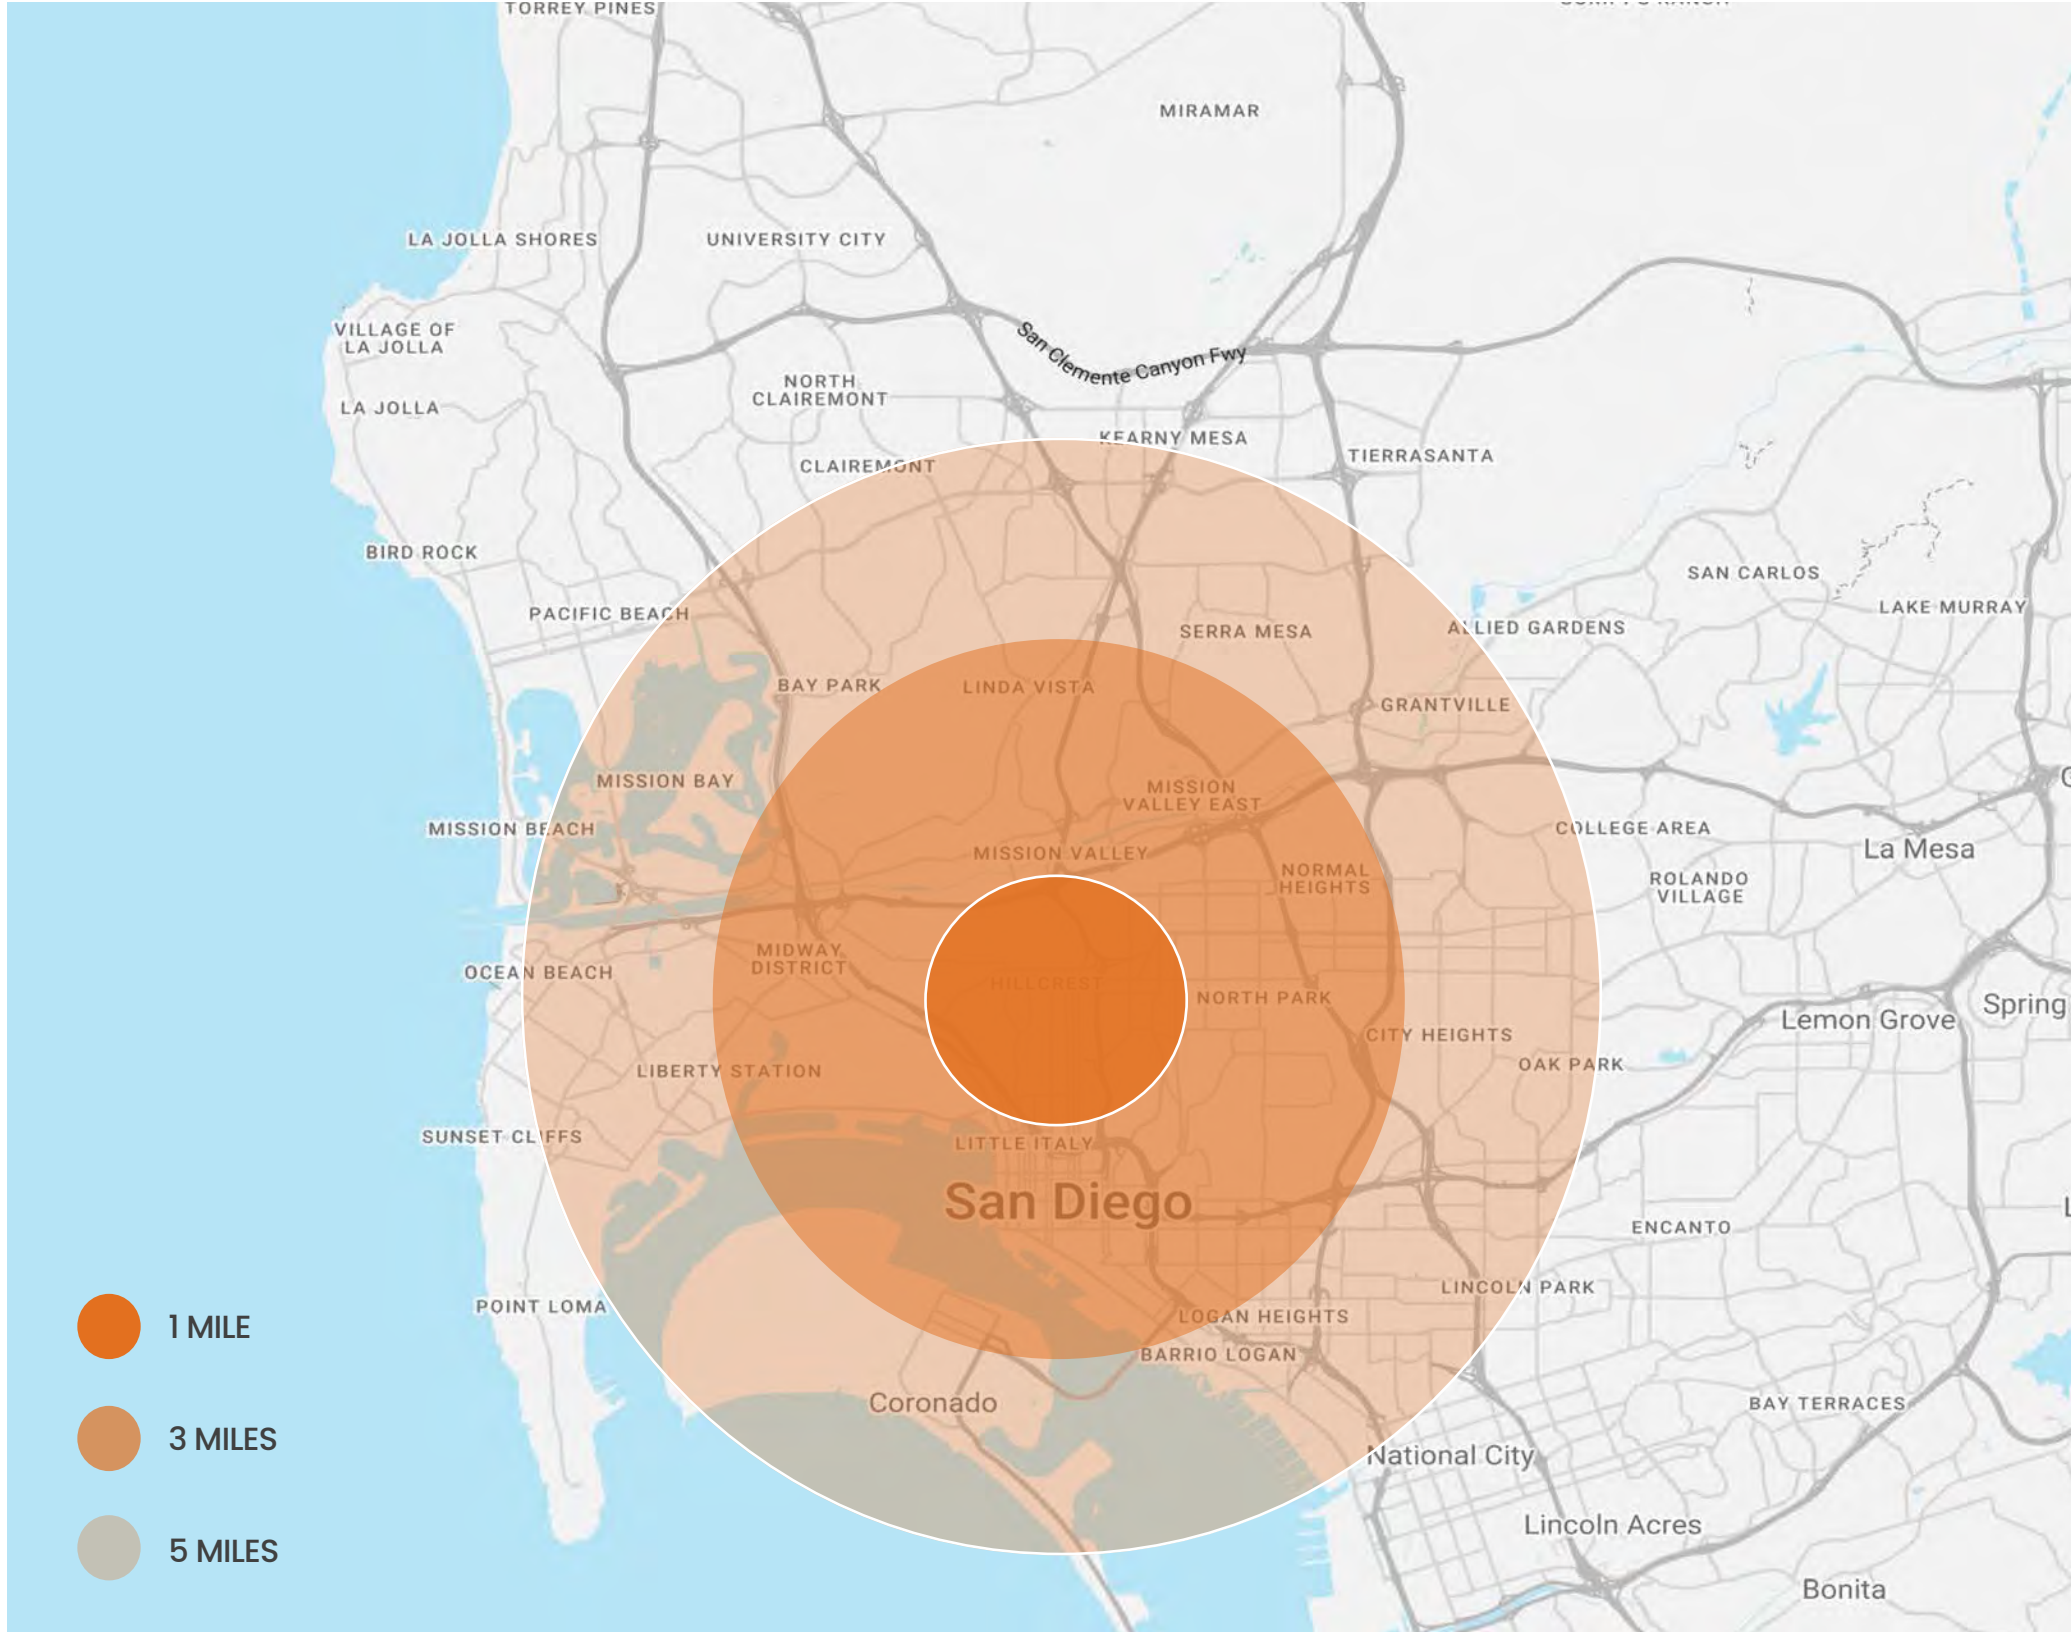 TORREY PINES
MIRAMAR
LA JOLLA SHORES
UNIVERSITY CITY
VILLAGE OF
LA JOLLA
San Clemente Canyon Fwy
NORTH
CLAIREMONT
LA JOLLA
KEARNY MESA
CLAIREMONT
TIERRASANTA
BIRD ROCK
SAN CARLOS
LAKE MURRAY
PACIFIC BEACH
SERRA MESA
ALLIED GARDENS
BAY PARK
LINDA VISTA
GRANTVILLE
MISSION BAY
MISSION
VALLEY EAST
MISSION BEACH
COLLEGE AREA
La Mesa
MISSION VALLEY
NORMAL
HEIGHTS
ROLANDO
VILLAGE
MIDWAY
DISTRICT
OCEAN BEACH
HILLCREST
NORTH PARK
Spring
Lemon Grove
CITY HEIGHTS
OAK PARK
LIBERTY STATION
SUNSET CLIFFS
LITTLE ITALY
San Diego
ENCANTO
LINCOLN PARK
POINT LOMA
LOGAN HEIGHTS
BARRIO LOGAN
Coronado
BAY TERRACES
National City
Lincoln Acres
Bonita
1 MILE
3 MILES
5 MILES